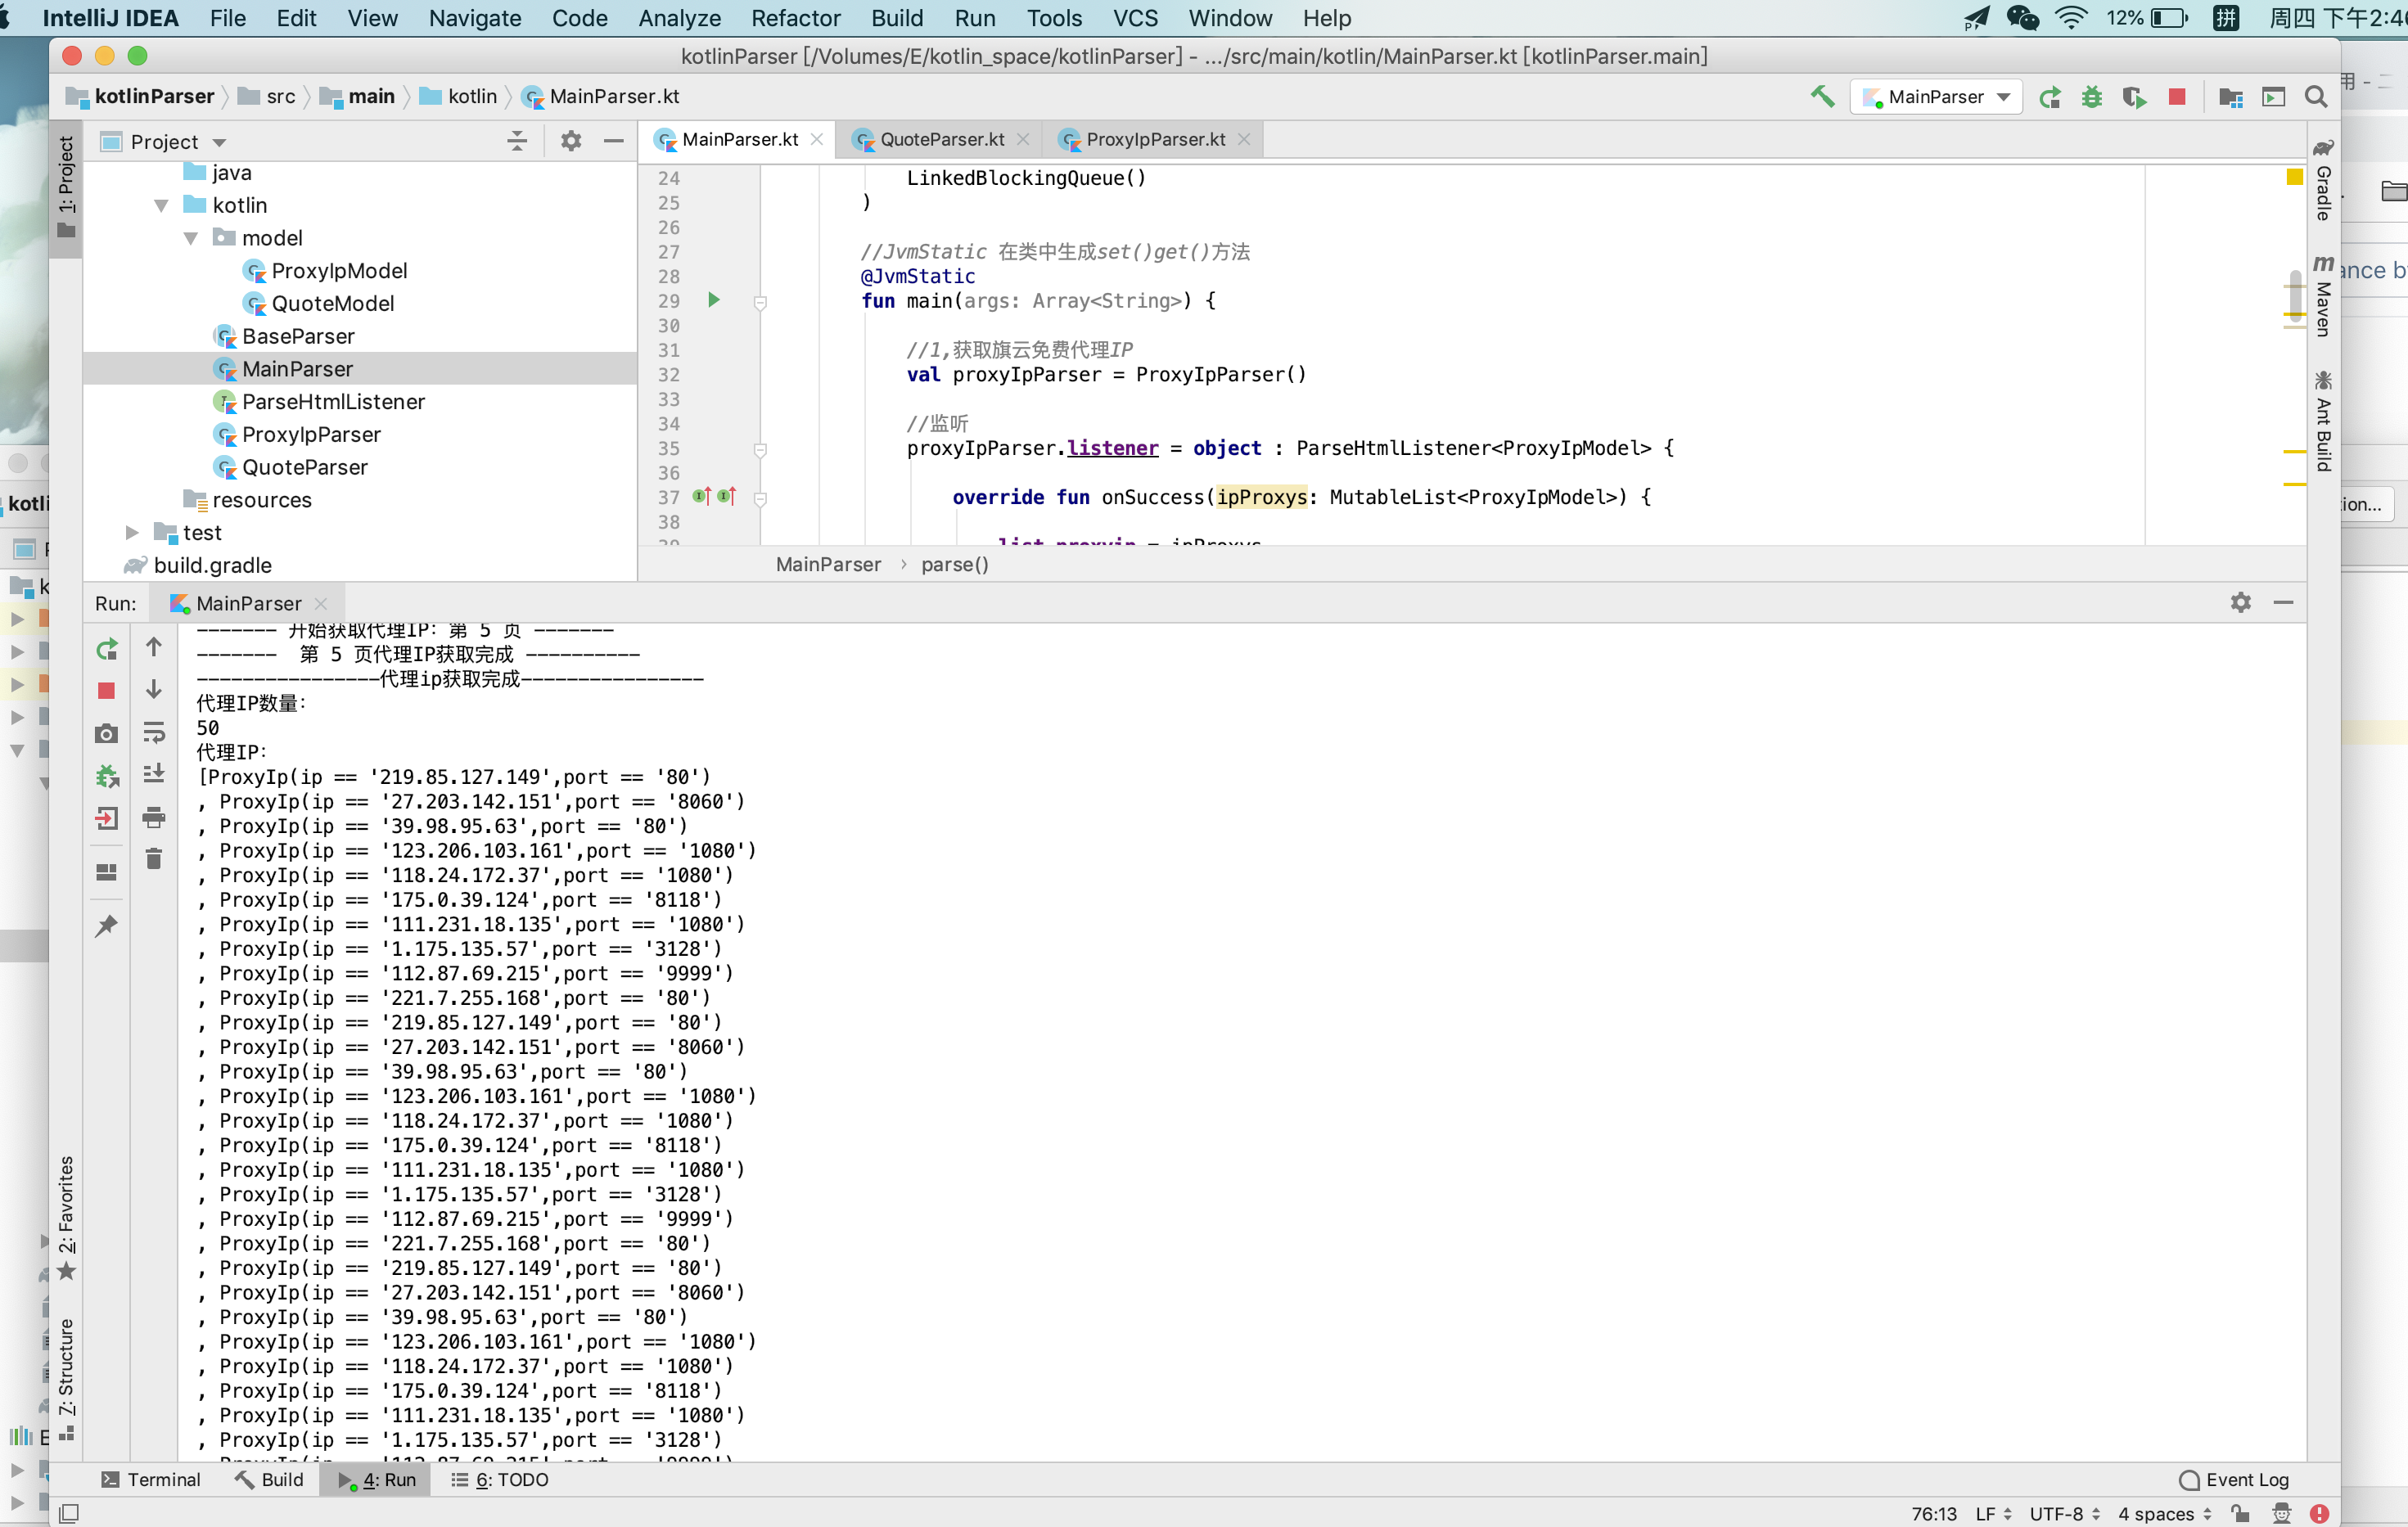 IntelliJ IDEA File Edit View Navigate Code Analyze Refactor Build Run Tools VCS Window Help 12% 拼 周四 下午2:4
kotlinParser [/Volumes/E/kotlin_space/kotlinParser] - .../src/main/kotlin/MainParser.kt [kotlinParser.main]
kotlinParser src main kotlin MainParser.kt MainParser
1: Project
Project
java
kotlin
model
ProxyIpModel
QuoteModel
BaseParser
MainParser
ParseHtmlListener
ProxyIpParser
QuoteParser
resources
test
build.gradle
MainParser.kt QuoteParser.kt ProxyIpParser.kt
24 LinkedBlockingQueue()
25 )
26
27 //JvmStatic 在类中生成set()get()方法
28 @JvmStatic
29 fun main(args: Array<String>) {
30
31 //1,获取旗云免费代理IP
32 val proxyIpParser = ProxyIpParser()
33
34 //监听
35 proxyIpParser.listener = object : ParseHtmlListener<ProxyIpModel> {
36
37 override fun onSuccess(ipProxys: MutableList<ProxyIpModel>) {
38
39 list_proxyip = ipProxys
MainParser › parse()
Gradle
Maven
Ant Build
ance b
ion...
kotli
Run: MainParser
------- 开始获取代理IP: 第 5 页 -------
------- 第 5 页代理IP获取完成 ----------
----------------代理ip获取完成----------------
代理IP数量:
50
代理IP:
[ProxyIp(ip == '219.85.127.149',port == '80')
, ProxyIp(ip == '27.203.142.151',port == '8060')
, ProxyIp(ip == '39.98.95.63',port == '80')
, ProxyIp(ip == '123.206.103.161',port == '1080')
, ProxyIp(ip == '118.24.172.37',port == '1080')
, ProxyIp(ip == '175.0.39.124',port == '8118')
, ProxyIp(ip == '111.231.18.135',port == '1080')
, ProxyIp(ip == '1.175.135.57',port == '3128')
, ProxyIp(ip == '112.87.69.215',port == '9999')
, ProxyIp(ip == '221.7.255.168',port == '80')
, ProxyIp(ip == '219.85.127.149',port == '80')
, ProxyIp(ip == '27.203.142.151',port == '8060')
, ProxyIp(ip == '39.98.95.63',port == '80')
, ProxyIp(ip == '123.206.103.161',port == '1080')
, ProxyIp(ip == '118.24.172.37',port == '1080')
, ProxyIp(ip == '175.0.39.124',port == '8118')
, ProxyIp(ip == '111.231.18.135',port == '1080')
, ProxyIp(ip == '1.175.135.57',port == '3128')
, ProxyIp(ip == '112.87.69.215',port == '9999')
, ProxyIp(ip == '221.7.255.168',port == '80')
, ProxyIp(ip == '219.85.127.149',port == '80')
, ProxyIp(ip == '27.203.142.151',port == '8060')
, ProxyIp(ip == '39.98.95.63',port == '80')
, ProxyIp(ip == '123.206.103.161',port == '1080')
, ProxyIp(ip == '118.24.172.37',port == '1080')
, ProxyIp(ip == '175.0.39.124',port == '8118')
, ProxyIp(ip == '111.231.18.135',port == '1080')
, ProxyIp(ip == '1.175.135.57',port == '3128')
, ProxyIp(ip == '112.87.69.215',port == '9999')
2: Favorites
7: Structure
Terminal Build 4: Run 6: TODO Event Log
76:13 LF UTF-8 4 spaces